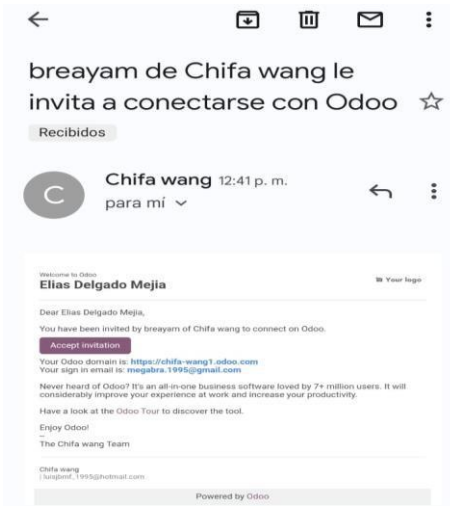 breayam de Chifa wang le
invita a conectarse con Odoo
Recibidos
C
Chifa wang 12:41 p. m.
para mí
Welcome to Odoo
Elias Delgado Mejia
Your logo
Dear Elias Delgado Mejia,
You have been invited by breayam of Chifa wang to connect on Odoo.
Accept invitation
Your Odoo domain is: https://chifa-wang1.odoo.com
Your sign in email is: megabra.1995@gmail.com
Never heard of Odoo? It's an all-in-one business software loved by 7+ million users. It will
considerably improve your experience at work and increase your productivity.
Have a look at the Odoo Tour to discover the tool.
Enjoy Odoo!
--
The Chifa wang Team
Chifa wang
Powered by Odoo